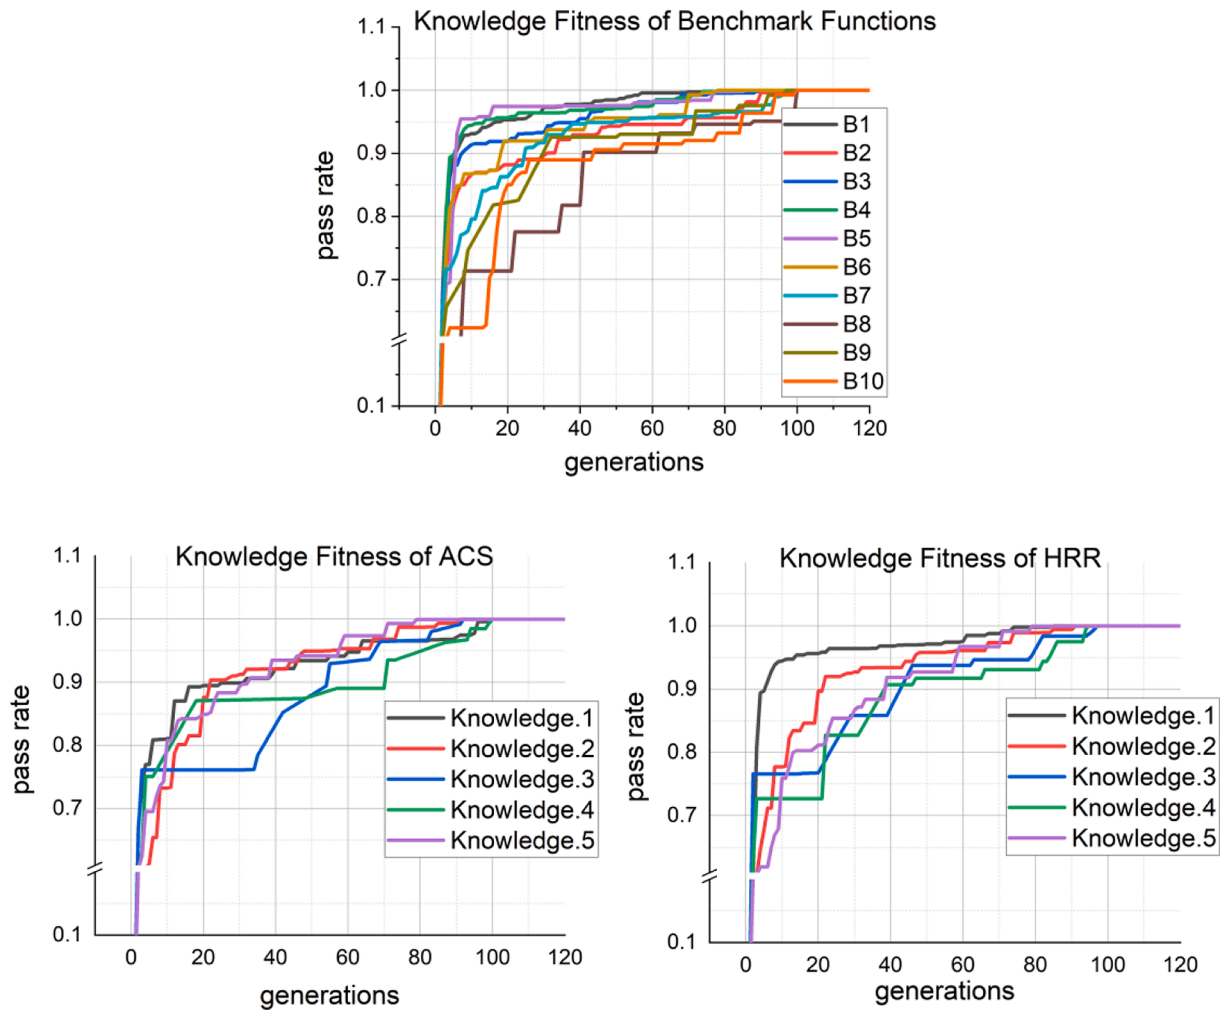 Knowledge Fitness of Benchmark Functions
1.1
1.0
0.9
0.8
0.7
0.1
pass rate
B1
B2
B3
B4
B5
B6
B7
B8
B9
B10
0 20 40 60 80 100 120
generations
Knowledge Fitness of ACS
1.1
1.0
0.9
0.8
0.7
0.1
pass rate
Knowledge.1
Knowledge.2
Knowledge.3
Knowledge.4
Knowledge.5
0 20 40 60 80 100 120
generations
Knowledge Fitness of HRR
1.1
1.0
0.9
0.8
0.7
0.1
pass rate
Knowledge.1
Knowledge.2
Knowledge.3
Knowledge.4
Knowledge.5
0 20 40 60 80 100 120
generations